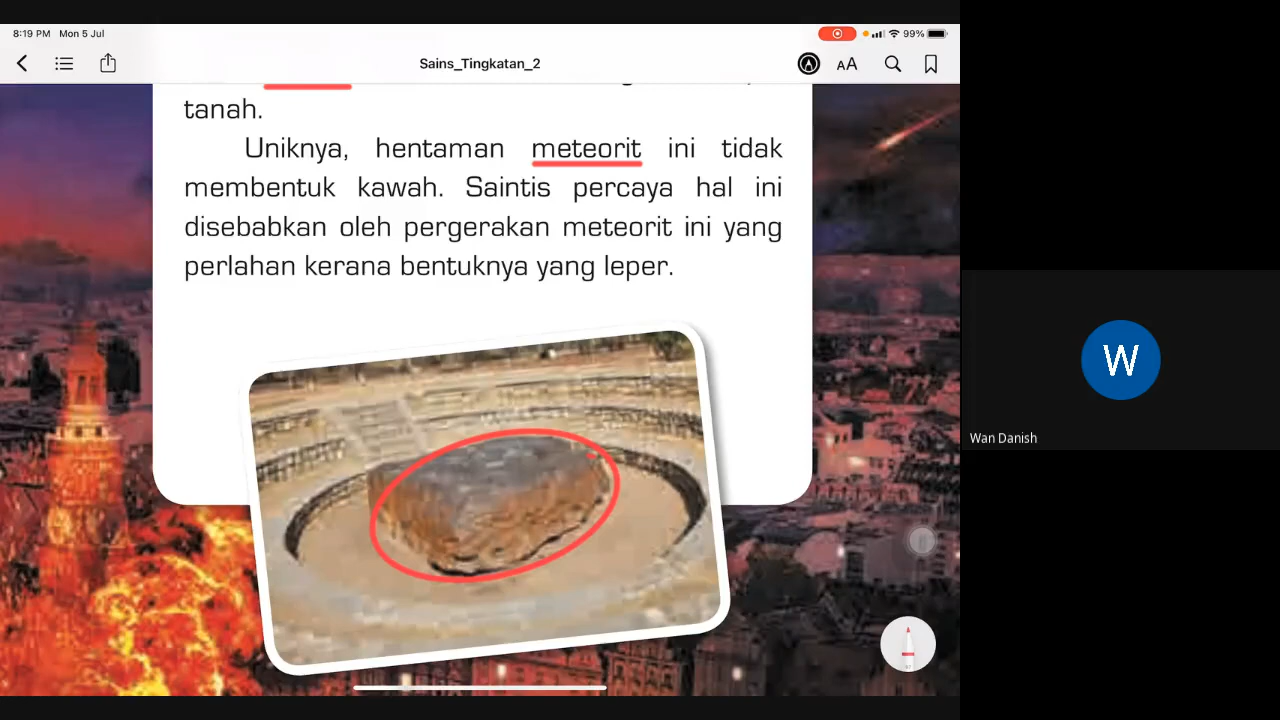 8:19 PM Mon 5 Jul
99%
Sains_Tingkatan_2
AA
tanah.
Uniknya, hentaman meteorit ini tidak
membentuk kawah. Saintis percaya hal ini
disebabkan oleh pergerakan meteorit ini yang
perlahan kerana bentuknya yang leper.
W
Wan Danish